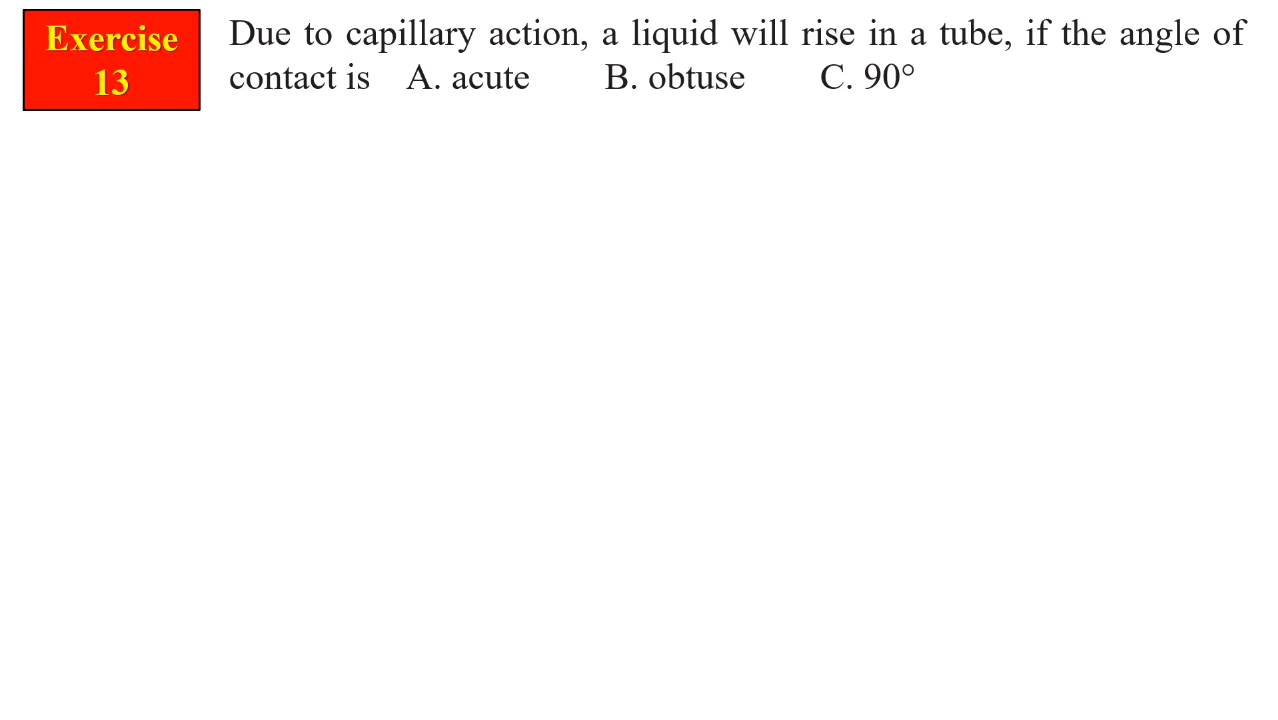 Exercise
13
Due to capillary action, a liquid will rise in a tube, if the angle of
contact is A. acute B. obtuse C. 90°